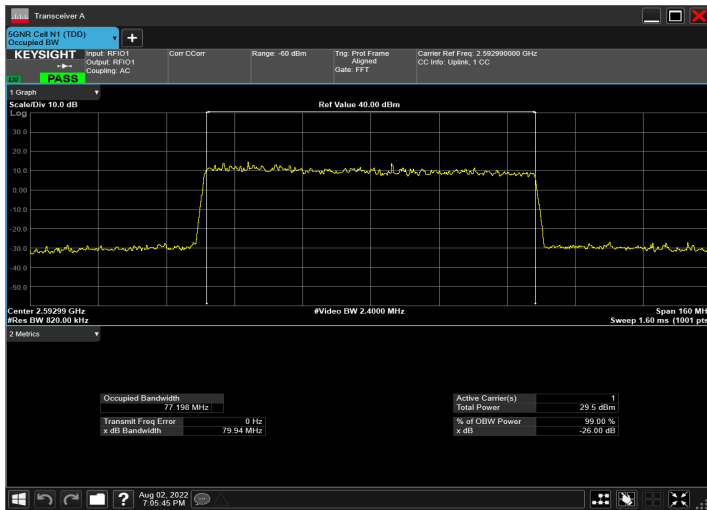 Transceiver A
5GNR Cell N1 (TDD)
Occupied BW
KEYSIGHT
LXI
PASS
Input: RFIO1
Output: RFIO1
Coupling: AC
Corr CCorr
Range: -60 dBm
Trig: Prot Frame
Aligned
Gate: FFT
Carrier Ref Freq: 2.592990000 GHz
CC Info: Uplink, 1 CC
1 Graph
Scale/Div 10.0 dB
Ref Value 40.00 dBm
Log
30.0
20.0
10.0
0.00
-10.0
-20.0
-30.0
-40.0
-50.0
Center 2.59299 GHz
#Video BW 2.4000 MHz
Span 160 MH
#Res BW 820.00 kHz
Sweep 1.60 ms (1001 pts
2 Metrics
Occupied Bandwidth
77.198 MHz
Transmit Freq Error 0 Hz
x dB Bandwidth 79.94 MHz
Active Carrier(s) 1
Total Power 29.5 dBm
% of OBW Power 99.00 %
x dB -26.00 dB
?
Aug 02, 2022
7:05:45 PM